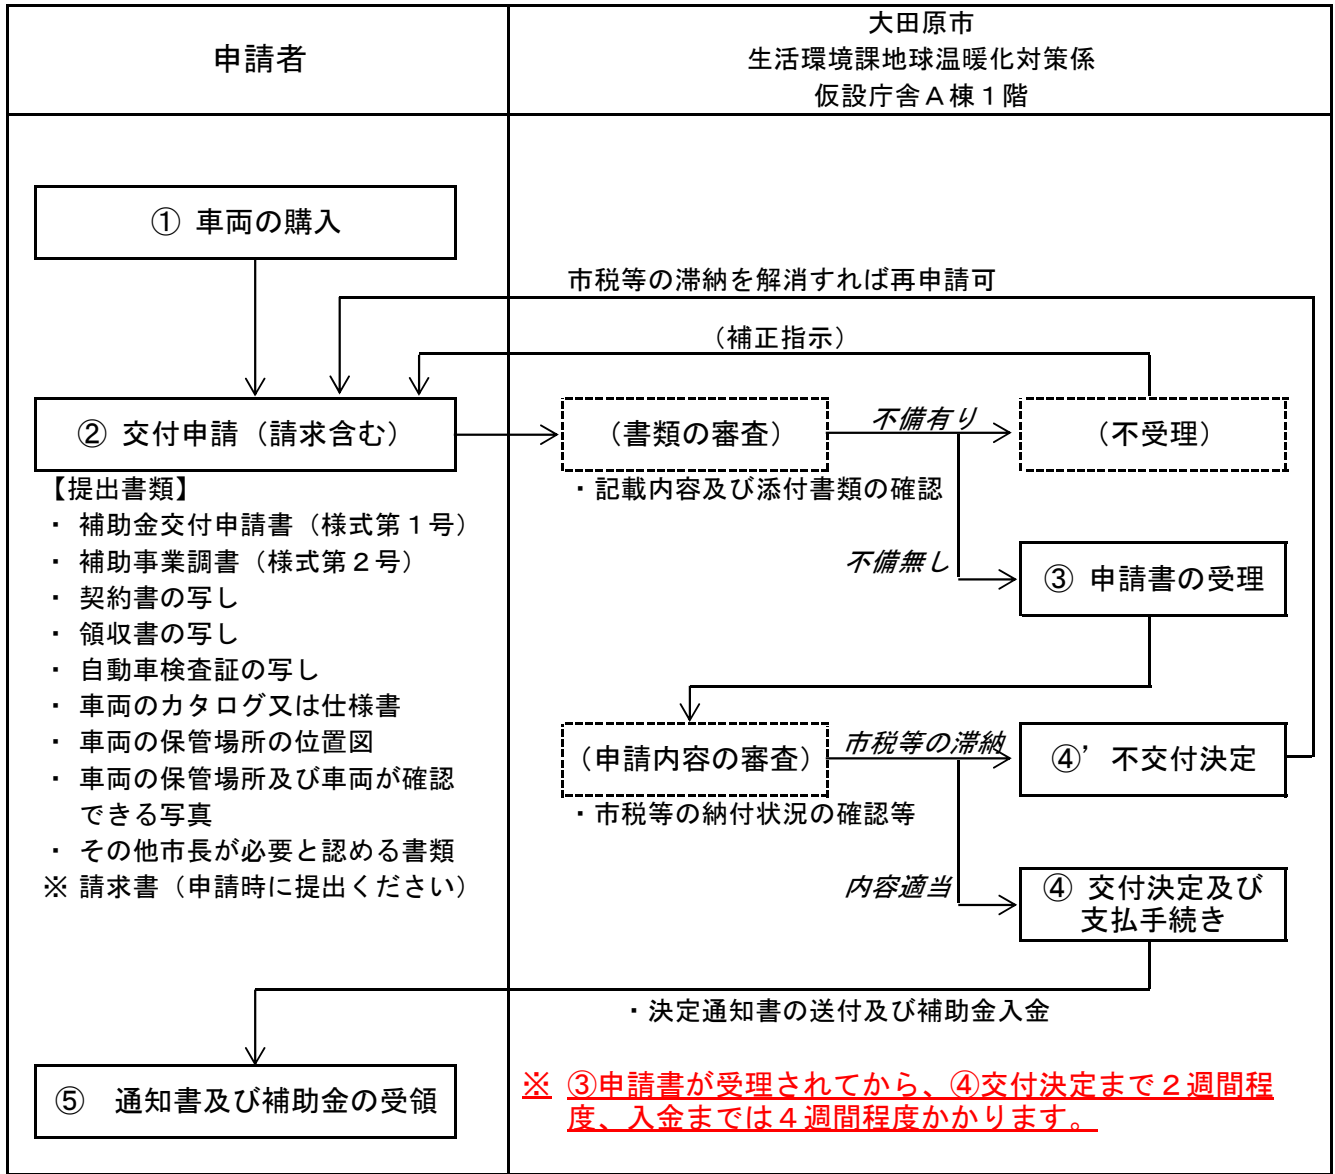 申請者
大田原市
生活環境課地球温暖化対策係
仮設庁舎Ａ棟１階
① 車両の購入
市税等の滞納を解消すれば再申請可
（補正指示）
② 交付申請（請求含む）
（書類の審査）
不備有り
（不受理）
・記載内容及び添付書類の確認
【提出書類】
・ 補助金交付申請書（様式第１号）
・ 補助事業調書（様式第２号）
・ 契約書の写し
・ 領収書の写し
・ 自動車検査証の写し
・ 車両のカタログ又は仕様書
・ 車両の保管場所の位置図
・ 車両の保管場所及び車両が確認
できる写真
・ その他市長が必要と認める書類
※ 請求書（申請時に提出ください）
不備無し
③ 申請書の受理
（申請内容の審査）
市税等の滞納
④’ 不交付決定
・市税等の納付状況の確認等
内容適当
④ 交付決定及び
支払手続き
・決定通知書の送付及び補助金入金
⑤　通知書及び補助金の受領
※ ③申請書が受理されてから、④交付決定まで２週間程
度、入金までは４週間程度かかります。